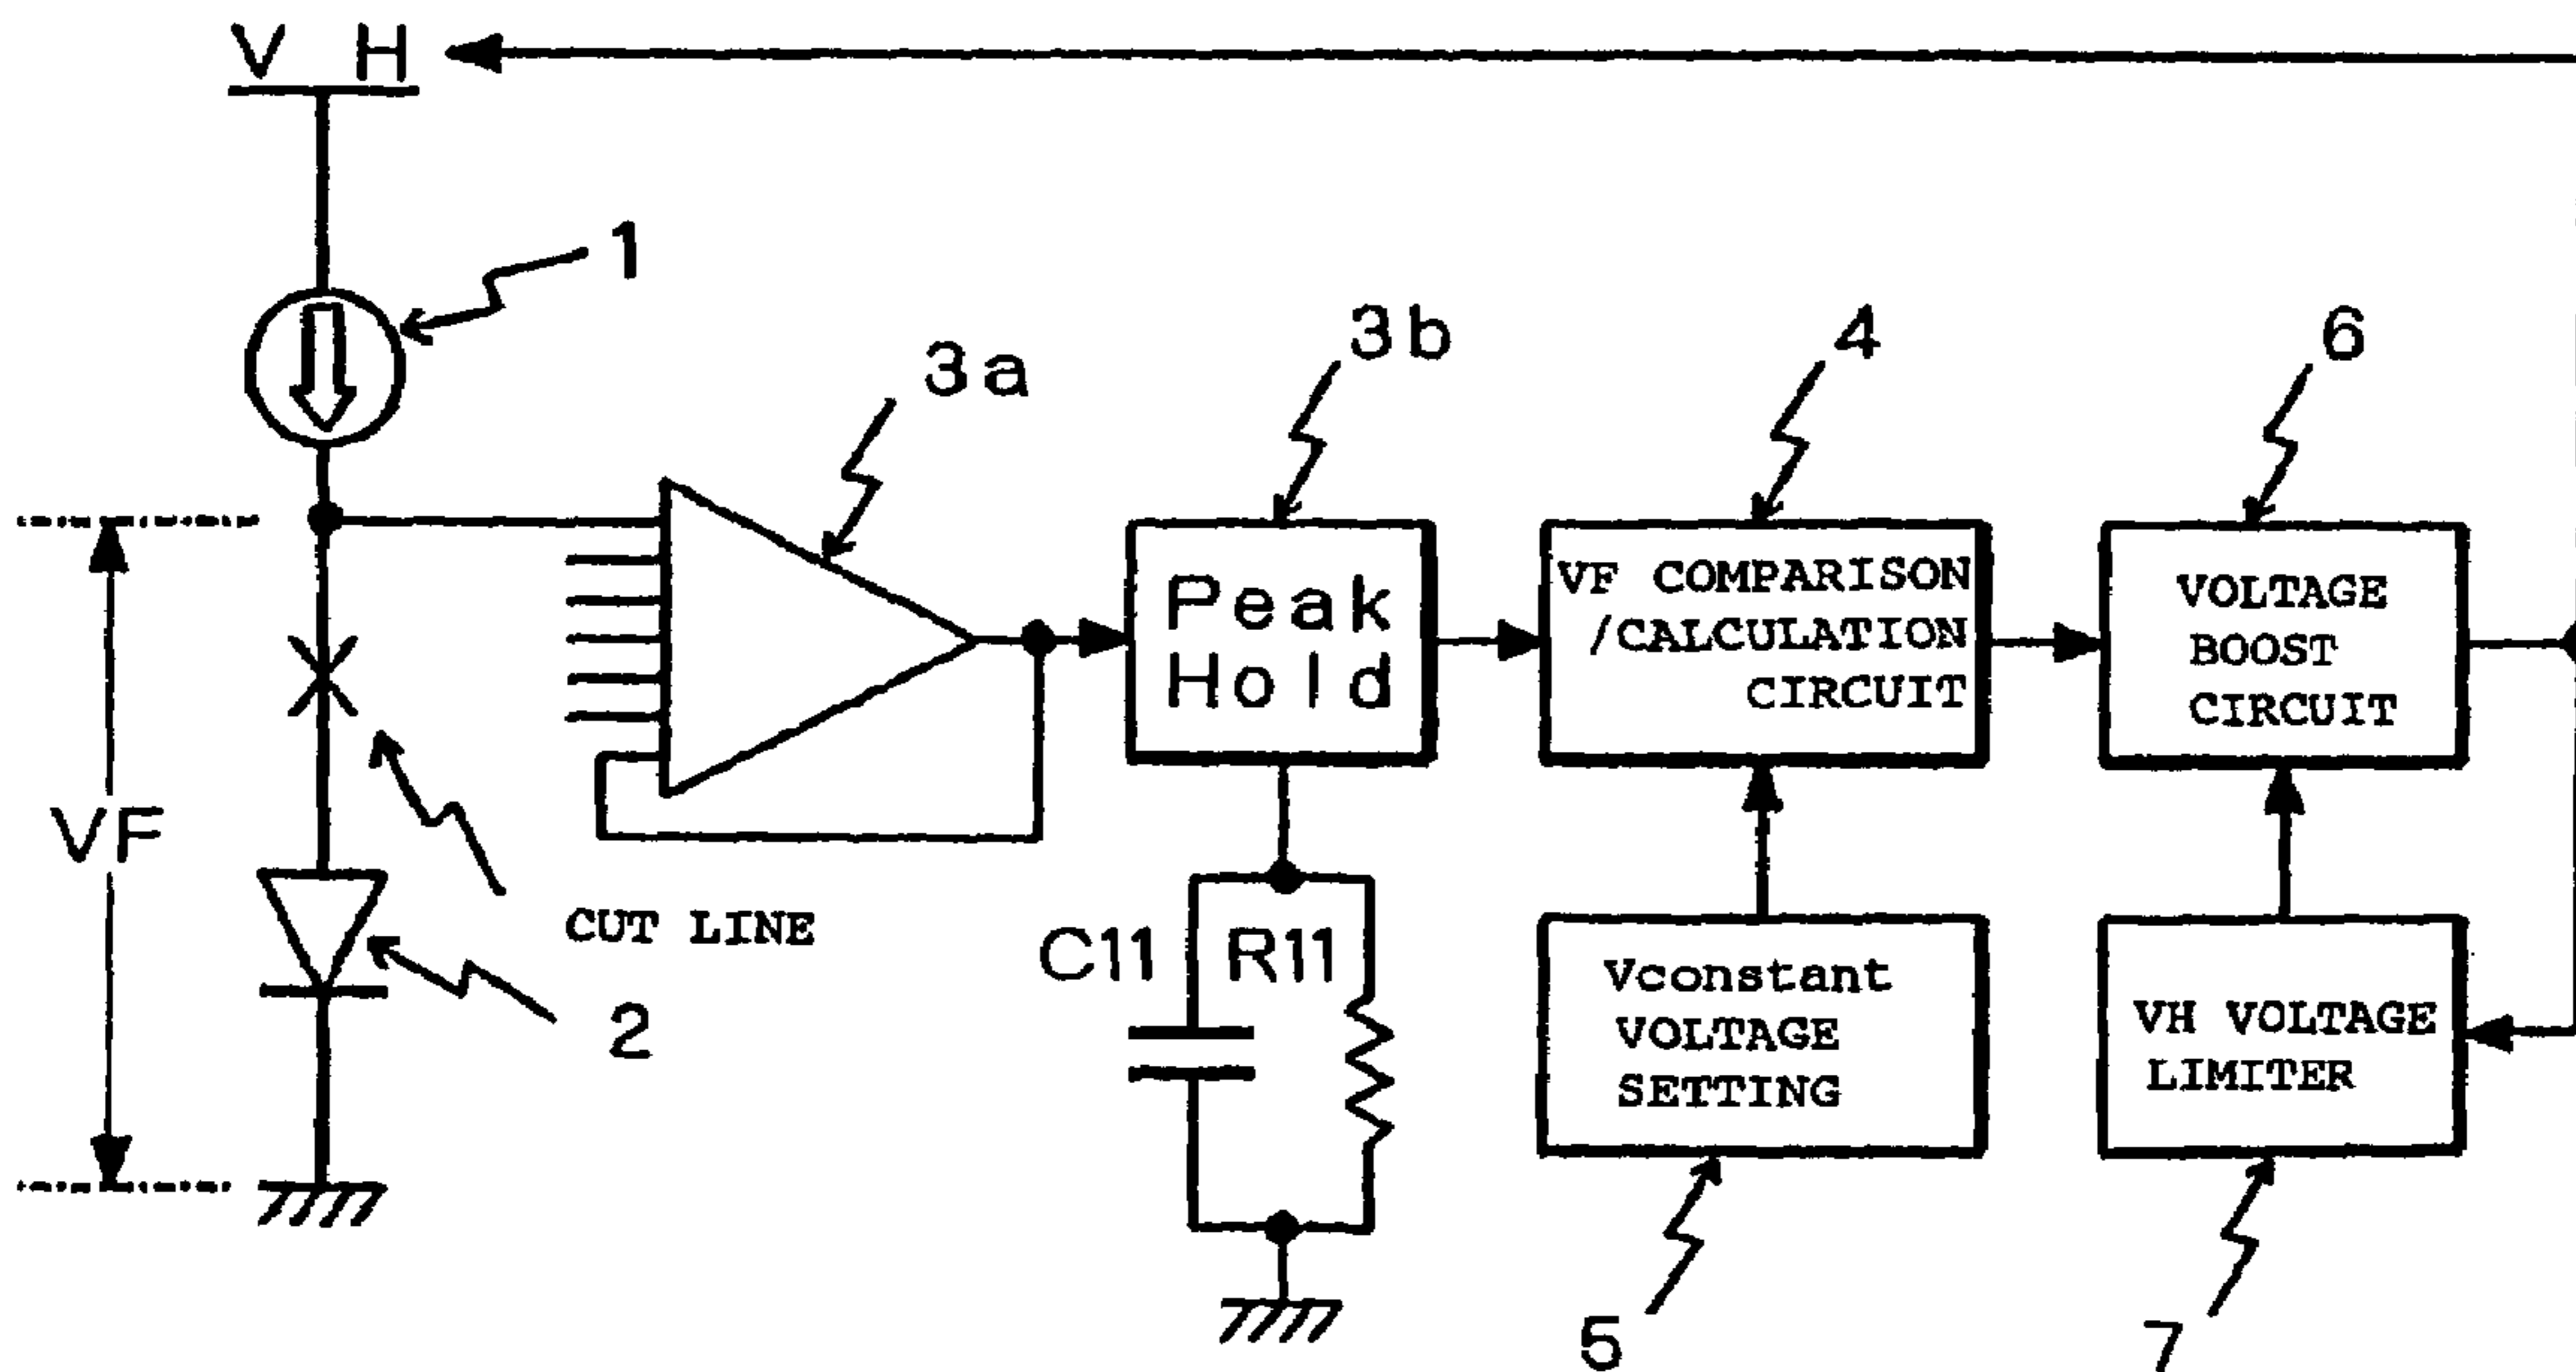 V H
1
3a
3b
4
6
Peak
Hold
VF COMPARISON
/CALCULATION
CIRCUIT
VOLTAGE
BOOST
CIRCUIT
VF
CUT LINE
2
C11
R11
Vconstant
VOLTAGE
SETTING
VH VOLTAGE
LIMITER
5
7